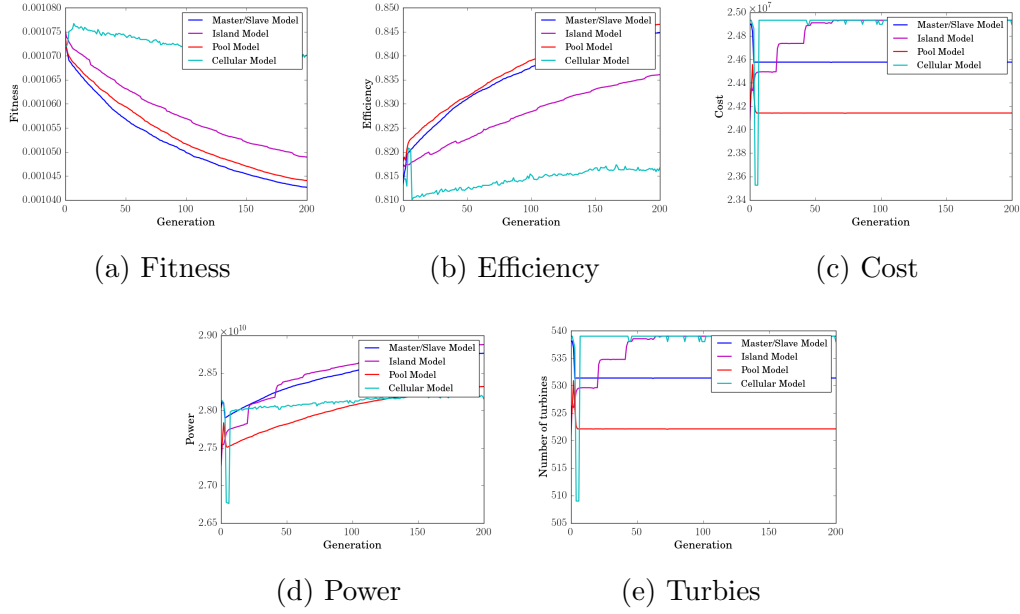 0.001080
0.001075
0.001070
0.001065
0.001060
0.001055
0.001050
0.001045
0.001040
Fitness
0 50 100 150 200
Generation
Master/Slave Model
Island Model
Pool Model
Cellular Model
(a) Fitness
0.850
0.845
0.840
0.835
0.830
0.825
0.820
0.815
0.810
Efficiency
0 50 100 150 200
Generation
Master/Slave Model
Island Model
Pool Model
Cellular Model
(b) Efficiency
×10⁷
2.50
2.48
2.46
2.44
2.42
2.40
2.38
2.36
2.34
Cost
0 50 100 150 200
Generation
Master/Slave Model
Island Model
Pool Model
Cellular Model
(c) Cost
×10¹⁰
2.90
2.85
2.80
2.75
2.70
2.65
Power
0 50 100 150 200
Generation
Master/Slave Model
Island Model
Pool Model
Cellular Model
(d) Power
540
535
530
525
520
515
510
505
Number of turbines
0 50 100 150 200
Generation
Master/Slave Model
Island Model
Pool Model
Cellular Model
(e) Turbies